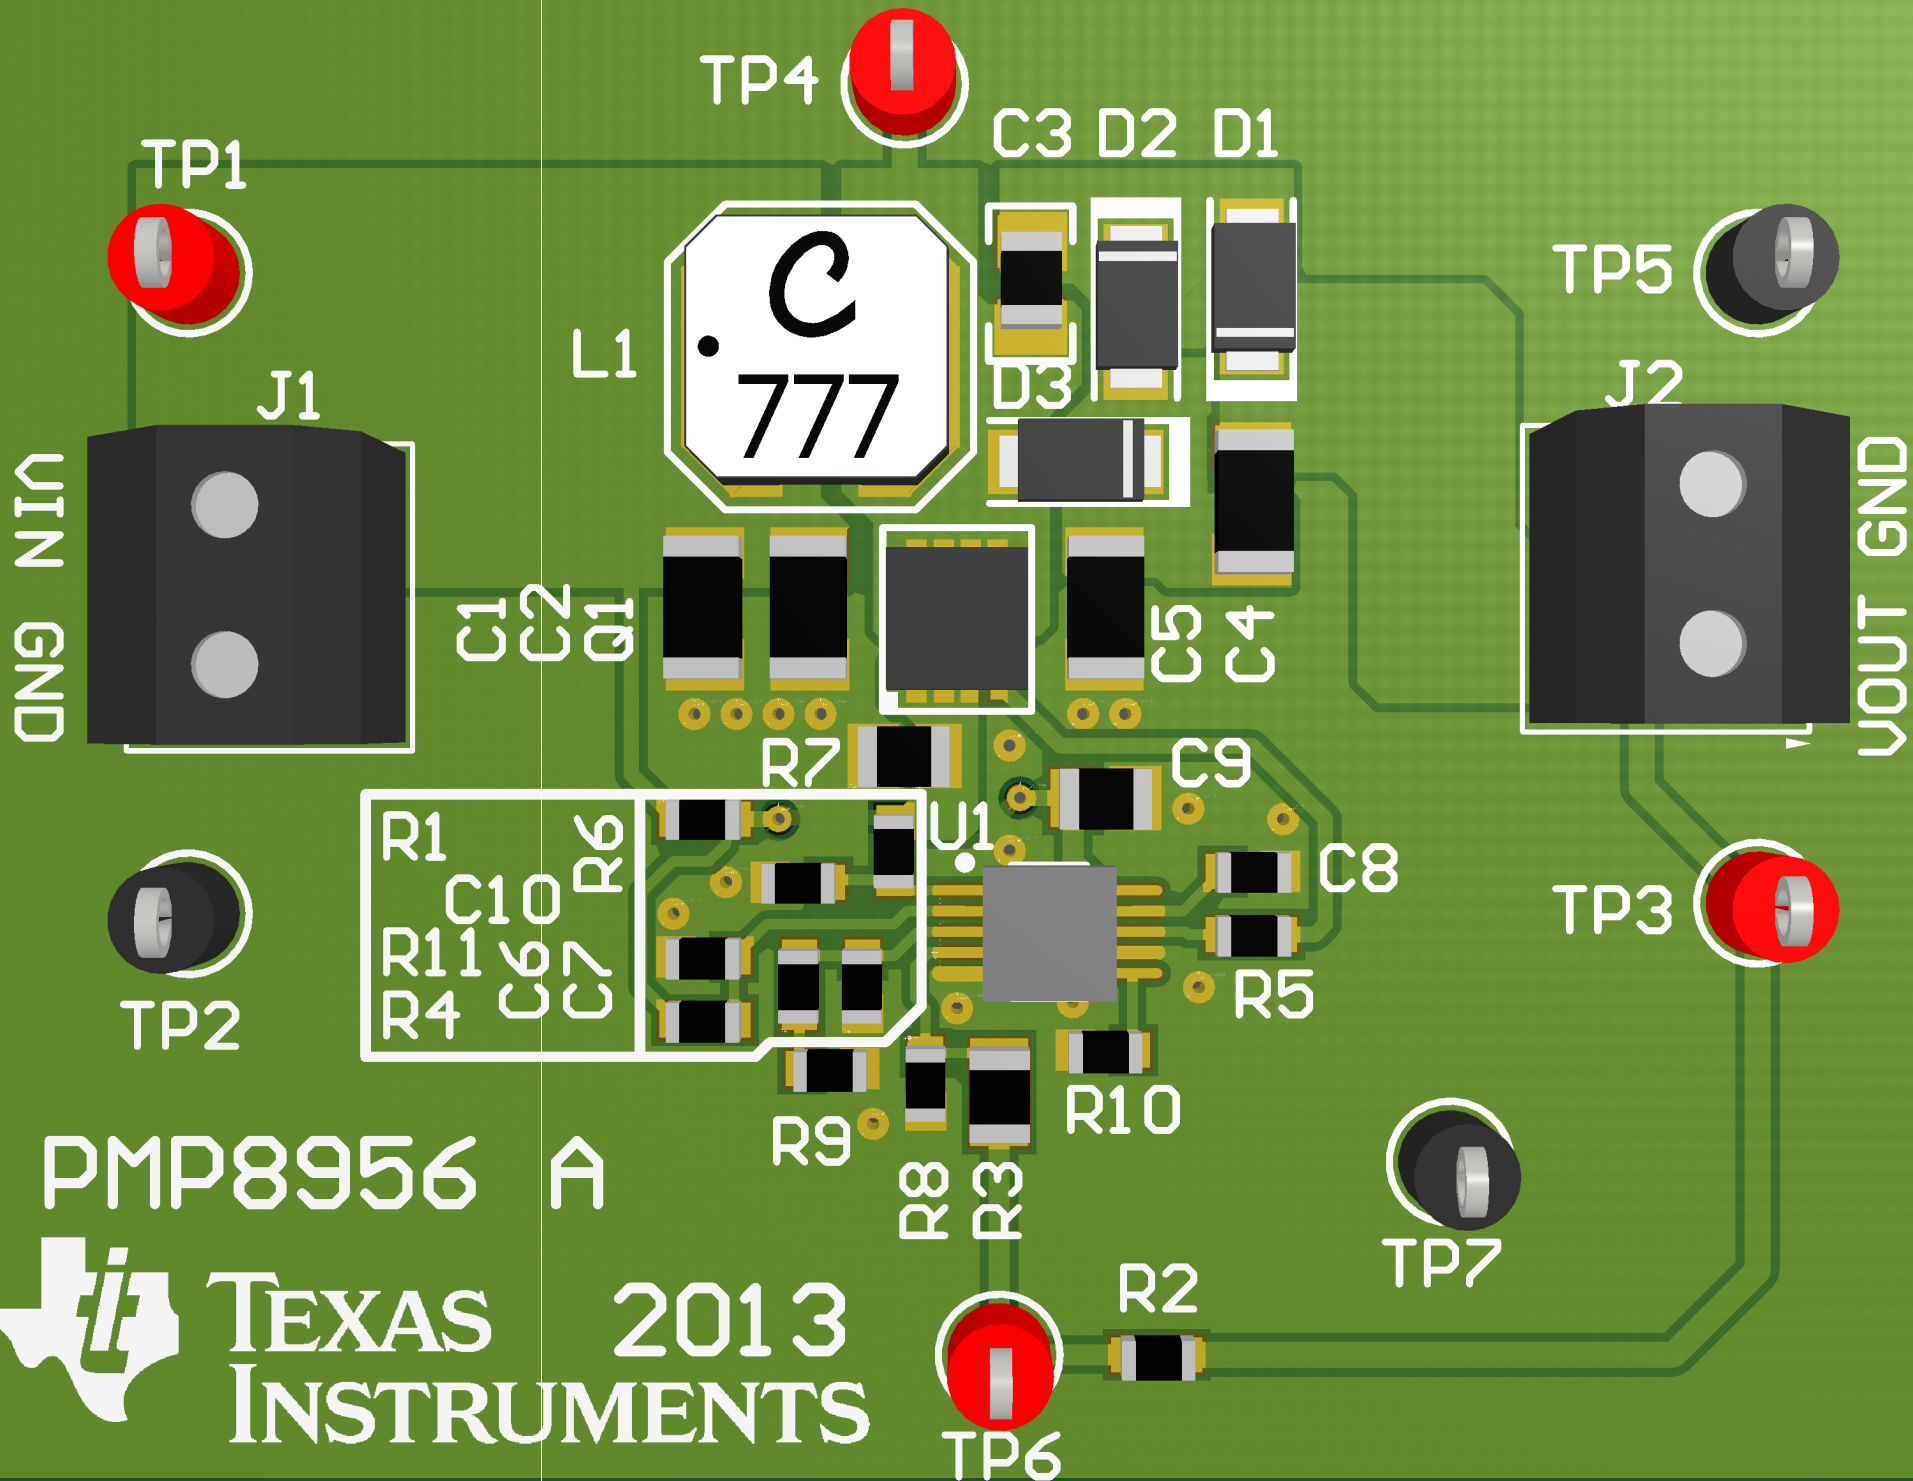 TP4
C3 D2 D1
TP1
C
777
L1
TP5
D3
J1
J2
VIN GND
VOUT GND
C1
C2
Q1
C5
C4
R7
C9
U1
R1
R6
C10
C8
TP3
R11
C6
C7
R4
R5
TP2
R9
R10
R8
R3
PMP8956 A
TP7
R2
2013
TEXAS
INSTRUMENTS
TP6